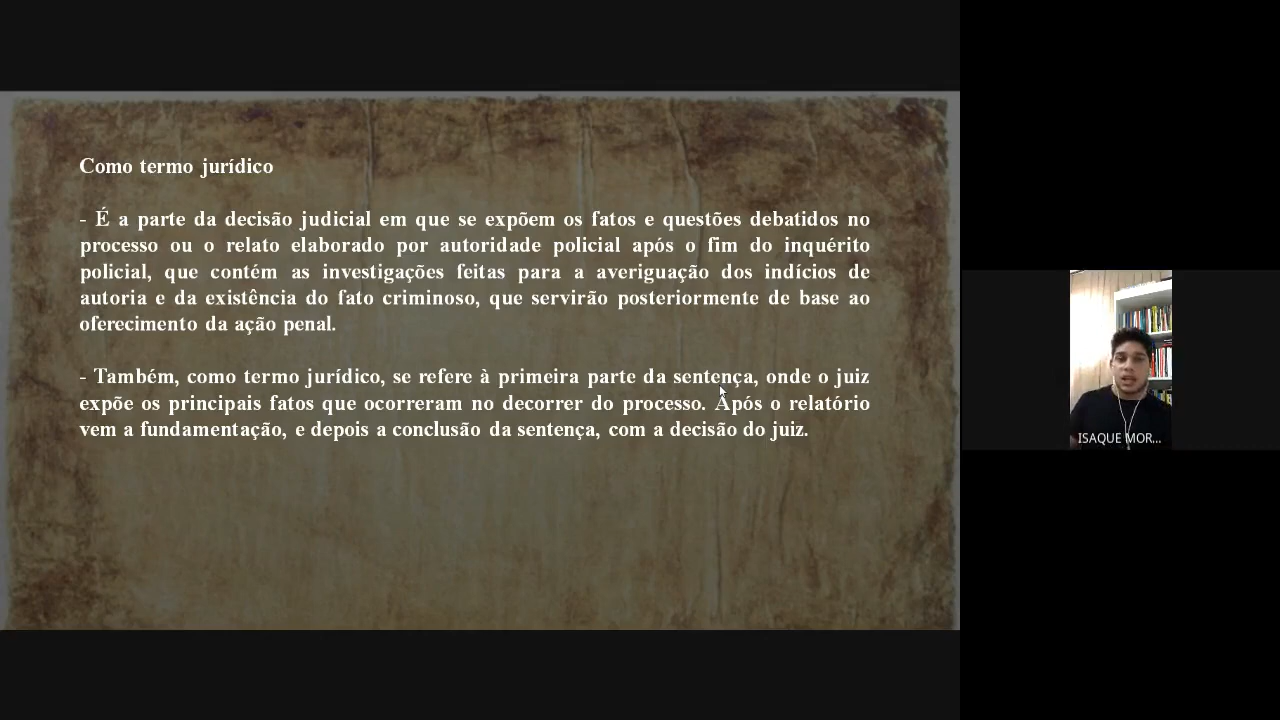 Como termo jurídico
- É a parte da decisão judicial em que se expõem os fatos e questões debatidos no
processo ou o relato elaborado por autoridade policial após o fim do inquérito
policial, que contém as investigações feitas para a averiguação dos indícios de
autoria e da existência do fato criminoso, que servirão posteriormente de base ao
oferecimento da ação penal.
- Também, como termo jurídico, se refere à primeira parte da sentença, onde o juiz
expõe os principais fatos que ocorreram no decorrer do processo. Após o relatório
vem a fundamentação, e depois a conclusão da sentença, com a decisão do juiz.
ISAQUE MOR...